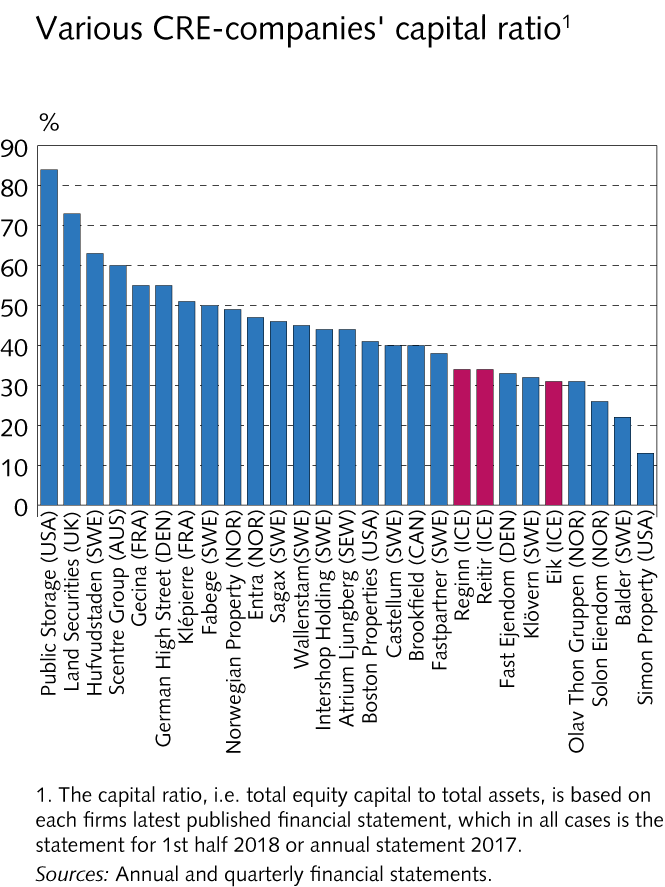 Various CRE-companies' capital ratio¹
%
90
80
70
60
50
40
30
20
10
0
Public Storage (USA)
Land Securities (UK)
Hufvudstaden (SWE)
Scentre Group (AUS)
Gecina (FRA)
German High Street (DEN)
Klépierre (FRA)
Fabege (SWE)
Norwegian Property (NOR)
Entra (NOR)
Sagax (SWE)
Wallenstam(SWE)
Intershop Holding (SWE)
Atrium Ljungberg (SEW)
Boston Properties (USA)
Castellum (SWE)
Brookfield (CAN)
Fastpartner (SWE)
Reginn (ICE)
Reitir (ICE)
Fast Ejendom (DEN)
Klövern (SWE)
Eik (ICE)
Olav Thon Gruppen (NOR)
Solon Eiendom (NOR)
Balder (SWE)
Simon Property (USA)
1. The capital ratio, i.e. total equity capital to total assets, is based on
each firms latest published financial statement, which in all cases is the
statement for 1st half 2018 or annual statement 2017.
Sources: Annual and quarterly financial statements.